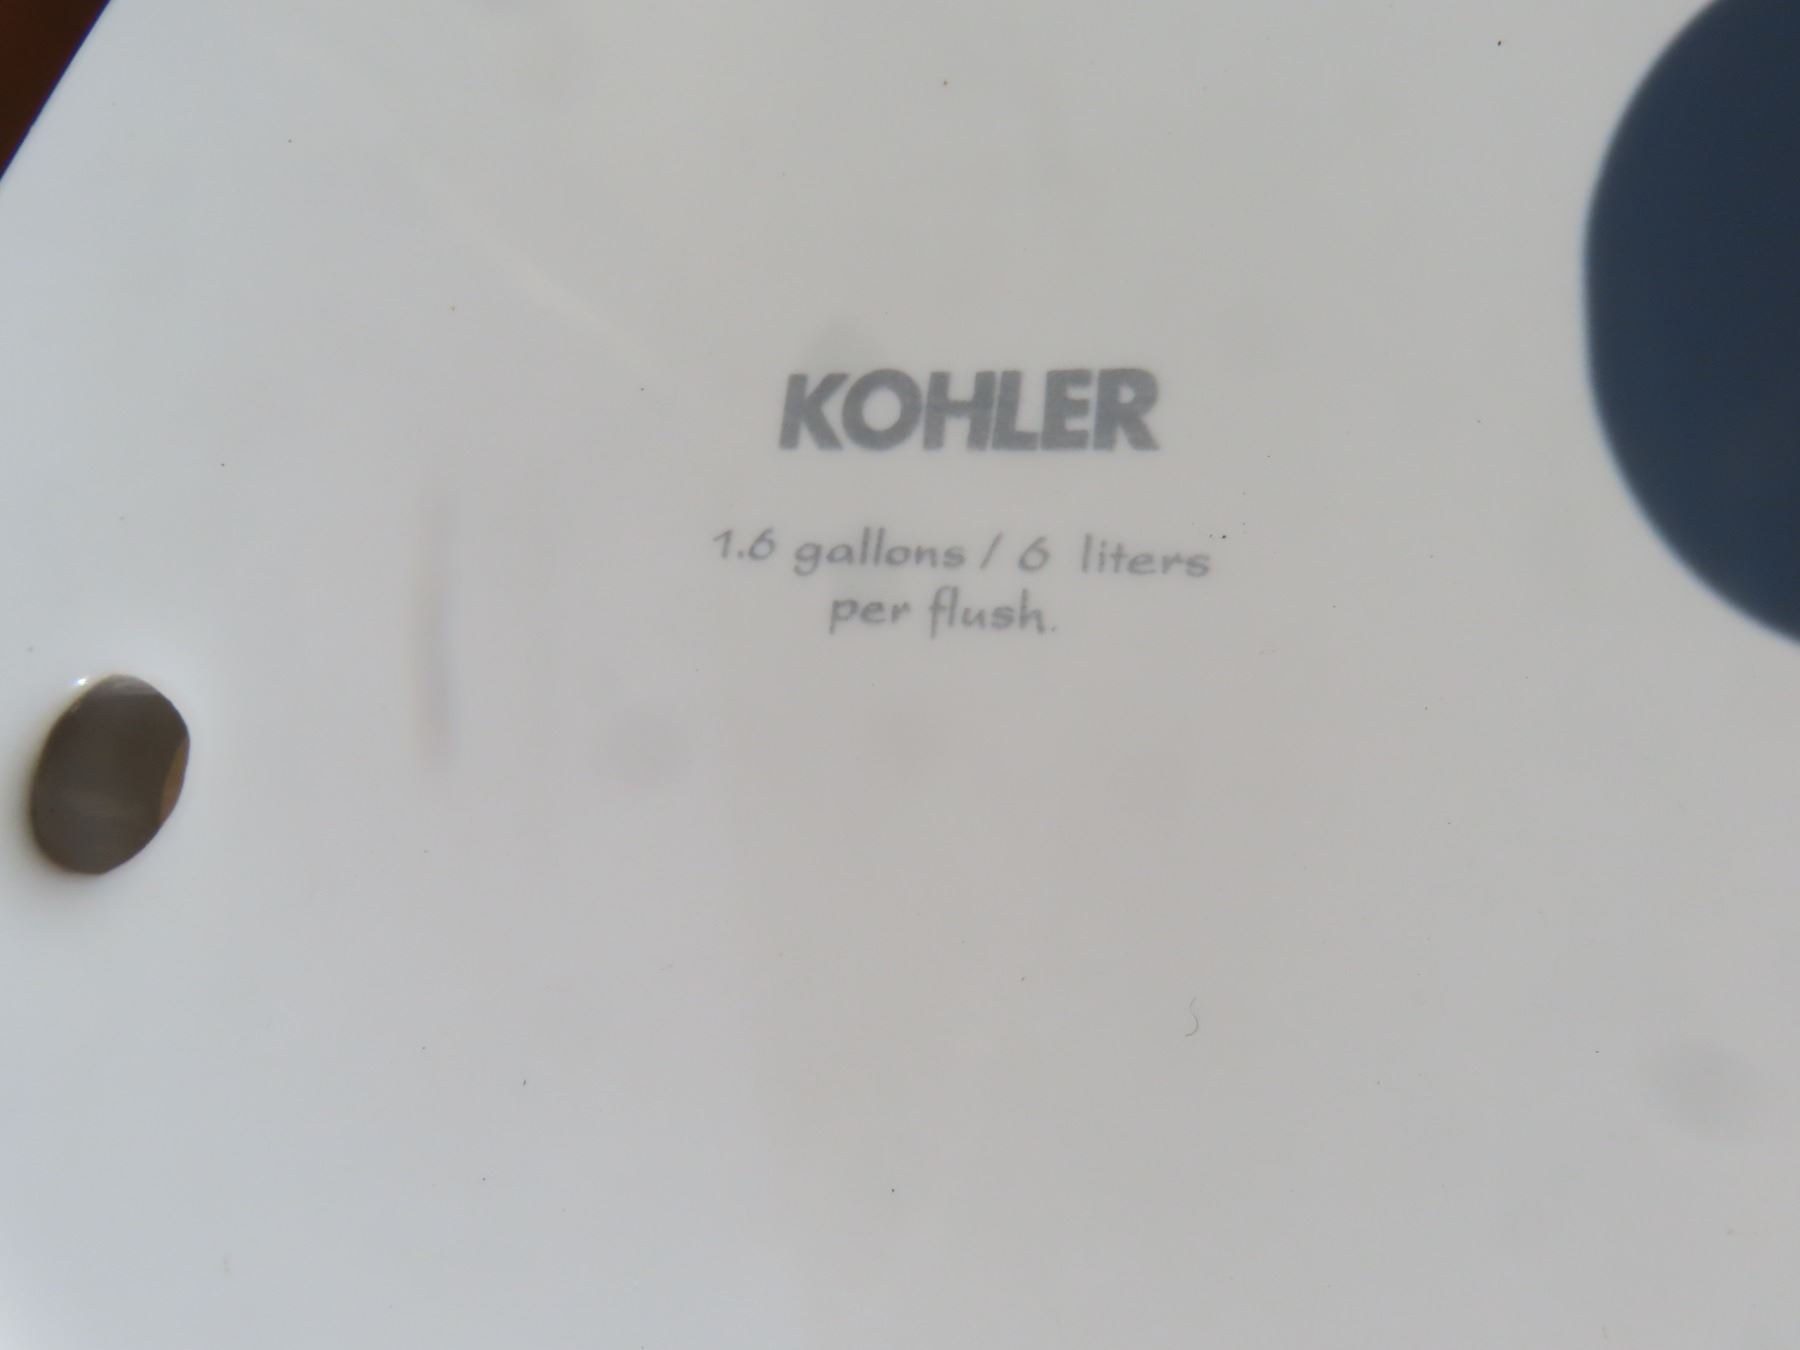 KOHLER
1.6 gallons / 6 liters
per flush.